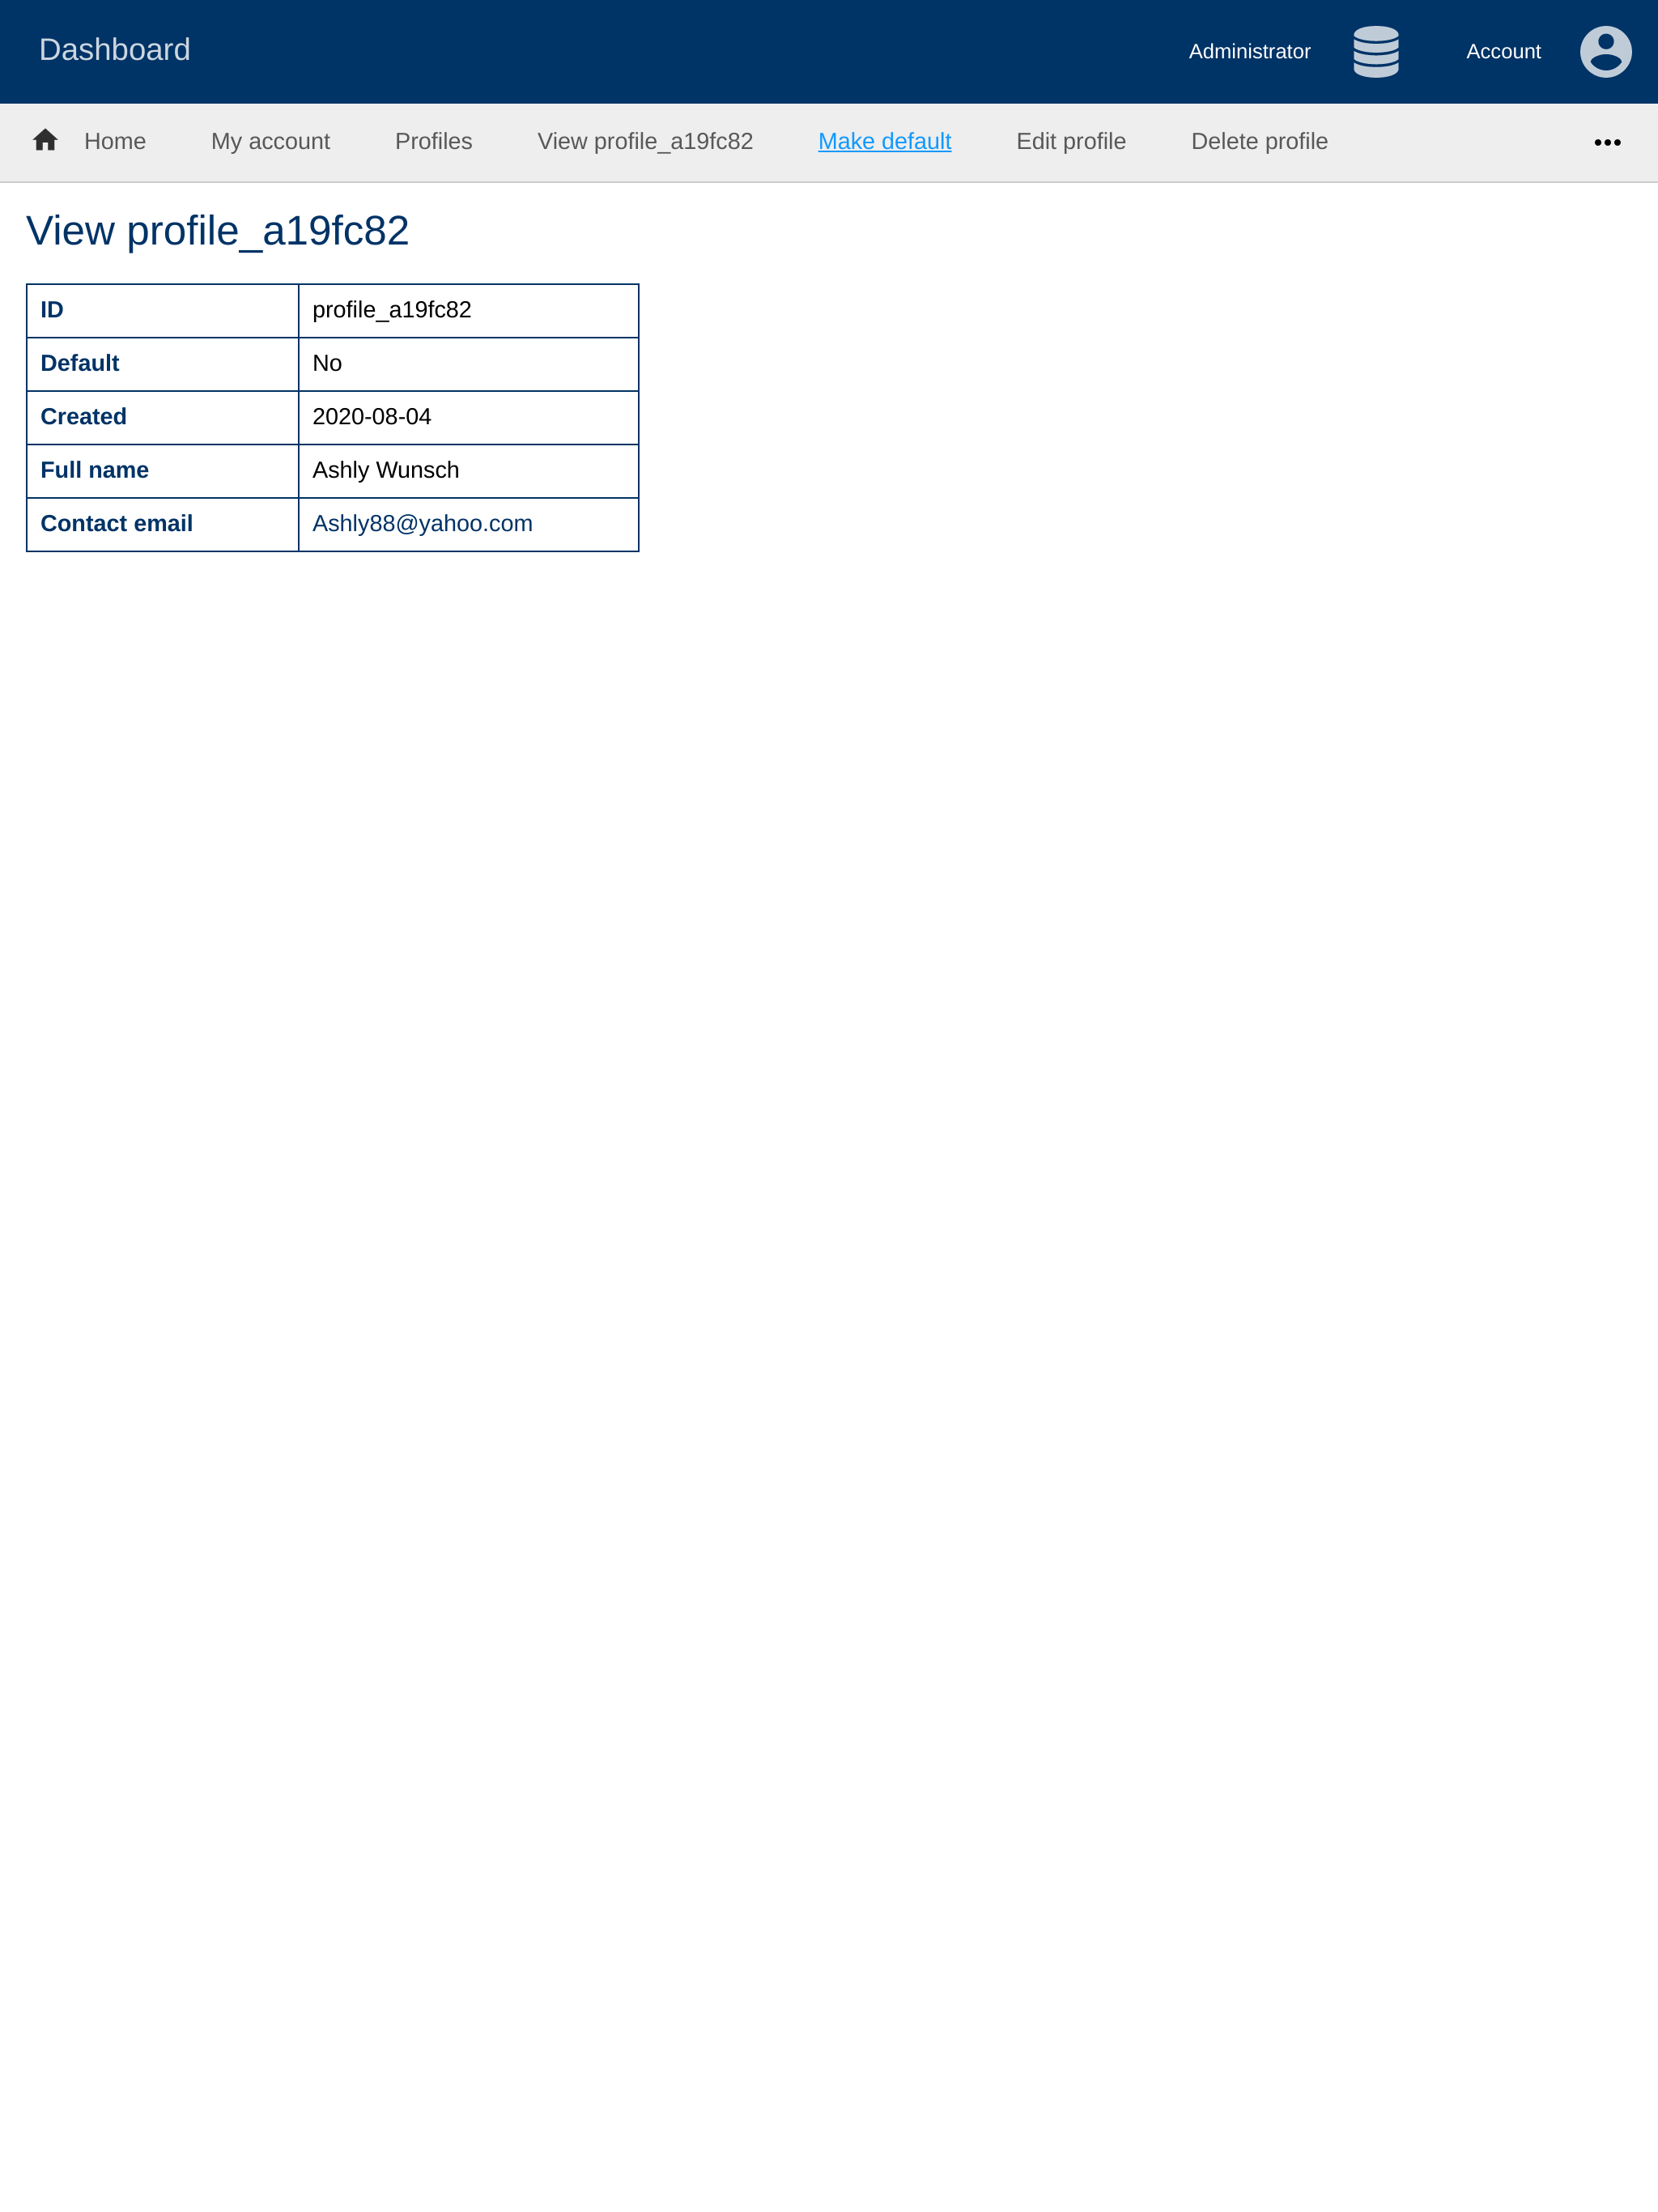 Dashboard Administrator Account
Home My account Profiles View profile_a19fc82 Make default Edit profile Delete profile
View profile_a19fc82
ID profile_a19fc82
Default No
Created 2020-08-04
Full name Ashly Wunsch
Contact email Ashly88@yahoo.com